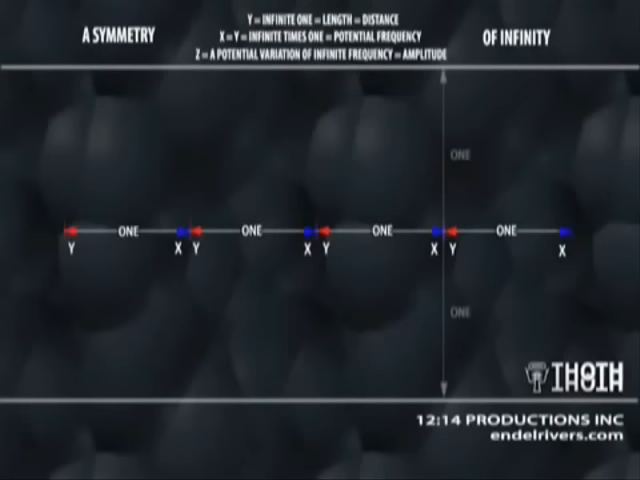 Y = INFINITE ONE = LENGTH = DISTANCE
A SYMMETRY
X = Y = INFINITE TIMES ONE = POTENTIAL FREQUENCY
OF INFINITY
Z = A POTENTIAL VARIATION OF INFINITE FREQUENCY = AMPLITUDE
ONE
ONE ONE ONE ONE
Y X Y X Y X Y X
ONE
THOTH
12:14 PRODUCTIONS INC
endelrivers.com